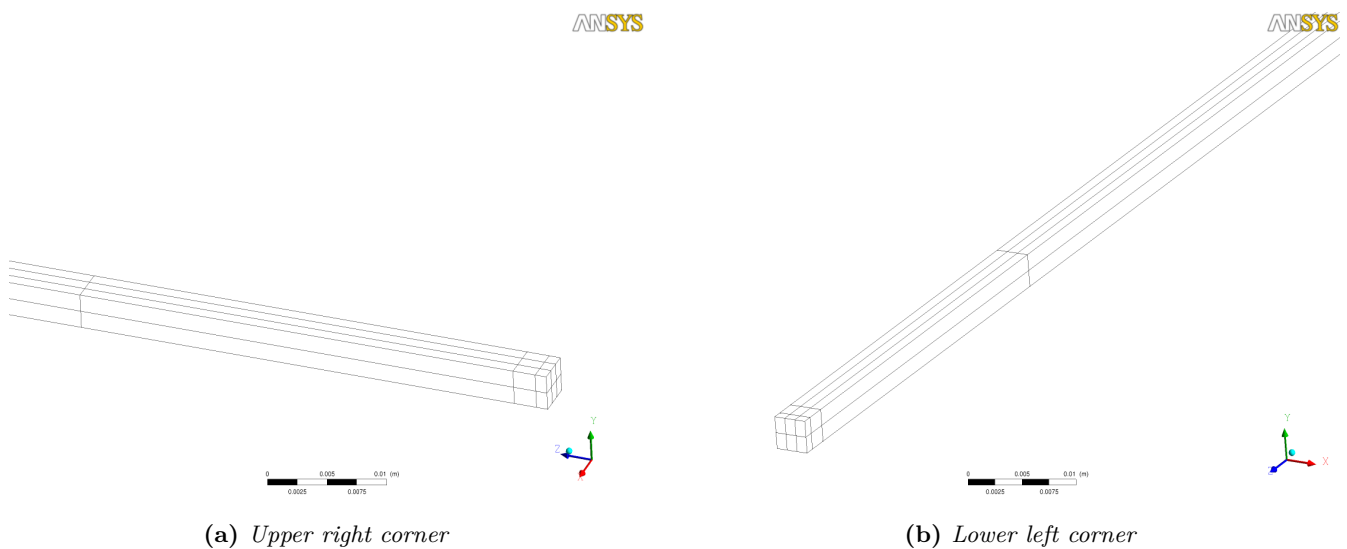 ANSYS
ANSYS
Y
Z
X
0 0.005 0.01 (m)
0.0025 0.0075
Y
X
Z
0 0.005 0.01 (m)
0.0025 0.0075
(a) Upper right corner
(b) Lower left corner